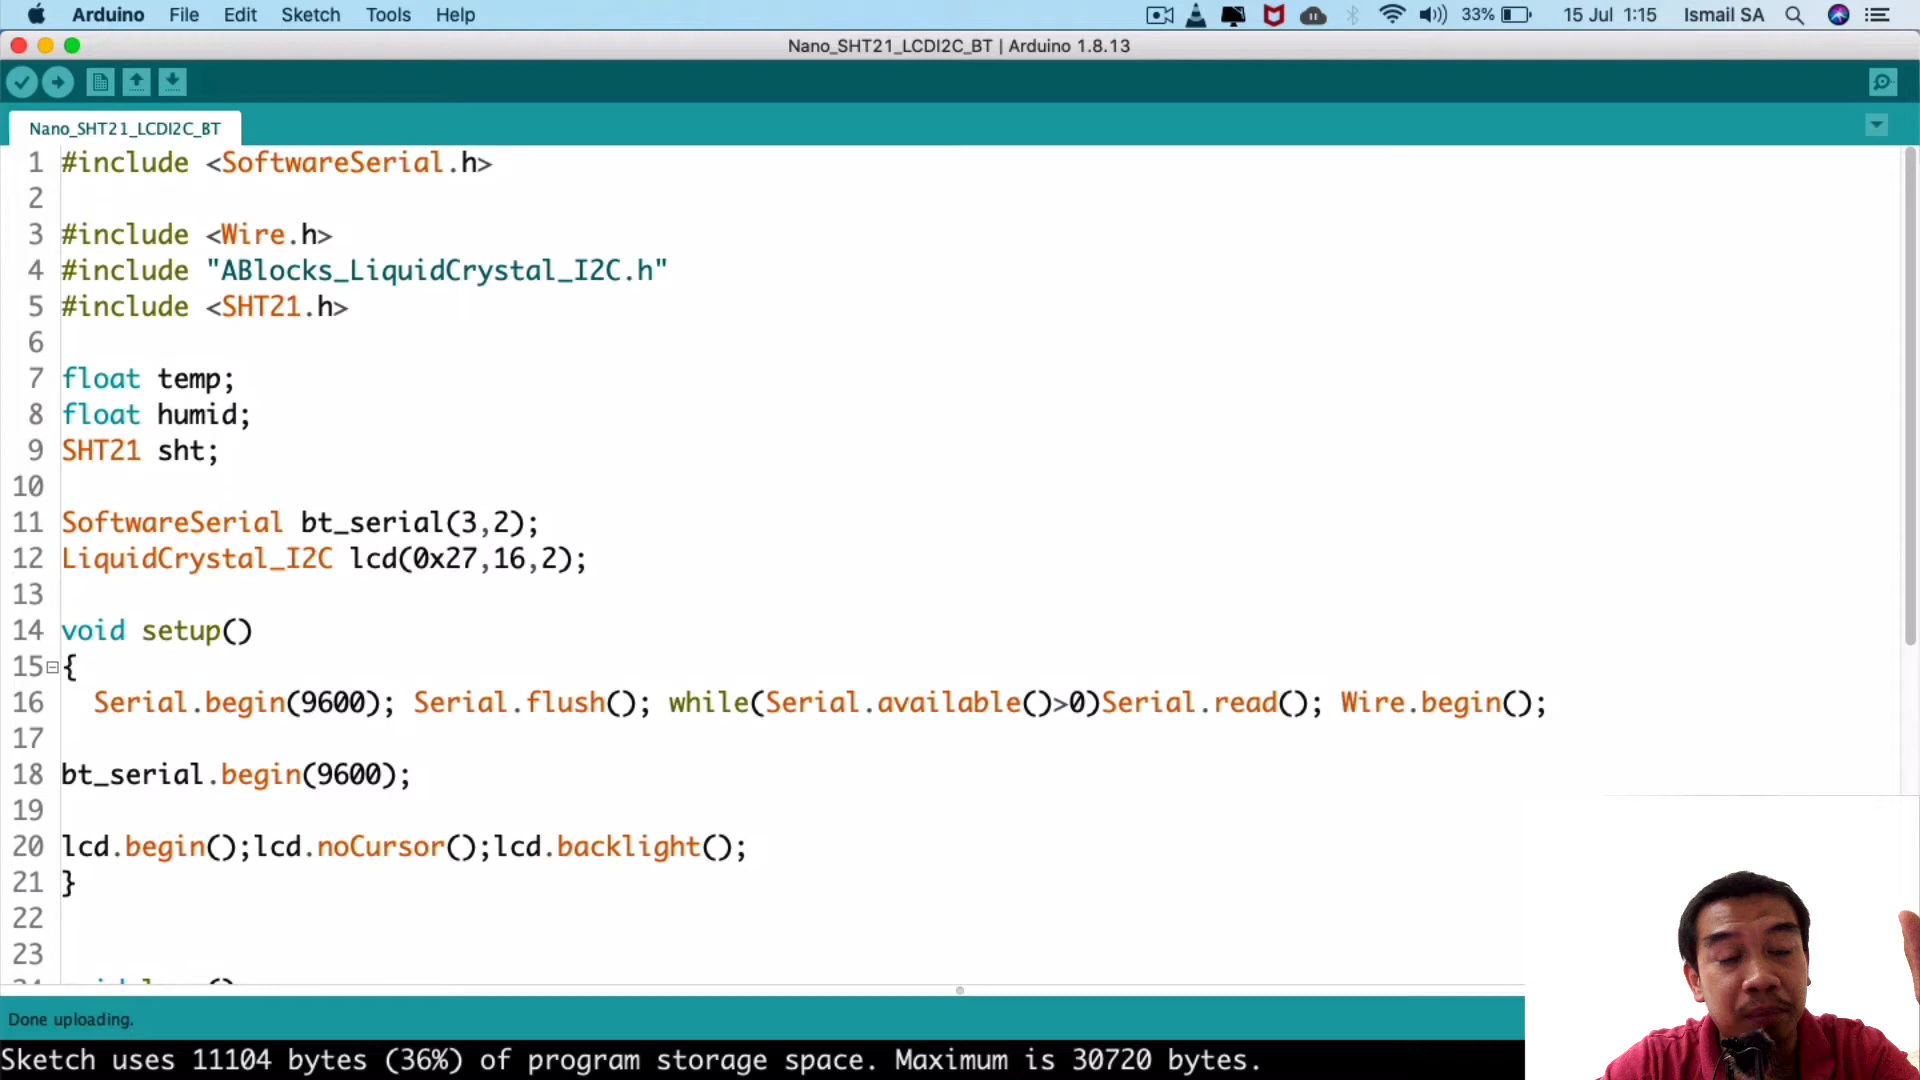 Arduino File Edit Sketch Tools Help 33% 15 Jul 1:15 Ismail SA
Nano_SHT21_LCDI2C_BT | Arduino 1.8.13
Nano_SHT21_LCDI2C_BT
1 #include <SoftwareSerial.h>
2
3 #include <Wire.h>
4 #include "ABlocks_LiquidCrystal_I2C.h"
5 #include <SHT21.h>
6
7 float temp;
8 float humid;
9 SHT21 sht;
10
11 SoftwareSerial bt_serial(3,2);
12 LiquidCrystal_I2C lcd(0x27,16,2);
13
14 void setup()
15 {
16 Serial.begin(9600); Serial.flush(); while(Serial.available()>0)Serial.read(); Wire.begin();
17
18 bt_serial.begin(9600);
19
20 lcd.begin();lcd.noCursor();lcd.backlight();
21 }
22
23
Done uploading.
Sketch uses 11104 bytes (36%) of program storage space. Maximum is 30720 bytes.